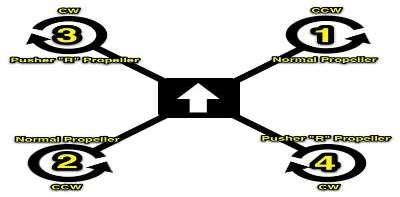 CW
3
Pusher "R" Propeller
CCW
1
Normal Propeller
Normal Propeller
2
CCW
Pusher "R" Propeller
4
CW